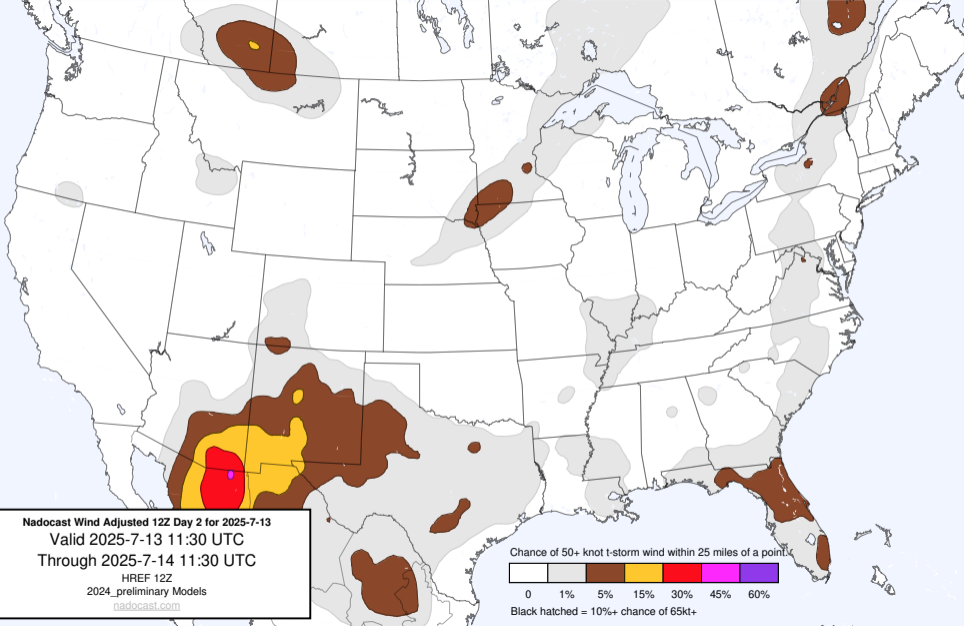 Nadocast Wind Adjusted 12Z Day 2 for 2025-7-13
Valid 2025-7-13 11:30 UTC
Through 2025-7-14 11:30 UTC
HREF 12Z
2024_preliminary Models
nadocast.com
Chance of 50+ knot t-storm wind within 25 miles of a point.
0 1% 5% 15% 30% 45% 60%
Black hatched = 10%+ chance of 65kt+